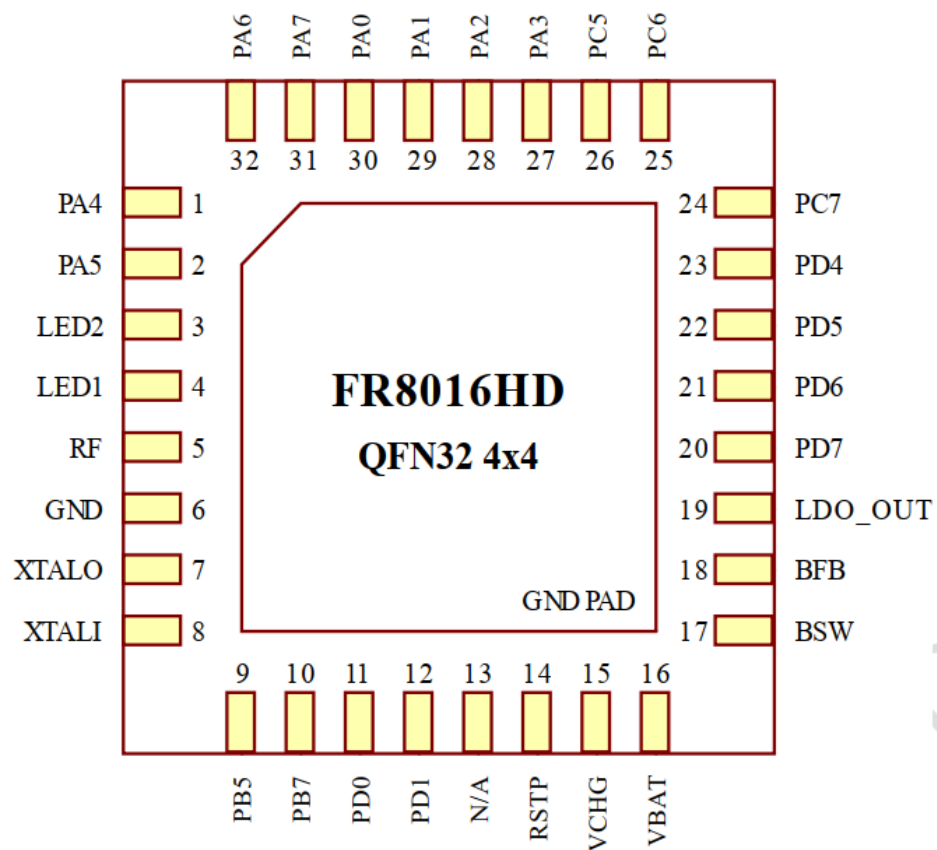 PA6 PA7 PA0 PA1 PA2 PA3 PC5 PC6
32 31 30 29 28 27 26 25
PA4 1 24 PC7
PA5 2 23 PD4
LED2 3 22 PD5
LED1 4 21 PD6
RF 5 20 PD7
GND 6 19 LDO_OUT
XTALO 7 18 BFB
XTALI 8 17 BSW
FR8016HD
QFN32 4x4
GND PAD
9 10 11 12 13 14 15 16
PB5 PB7 PD0 PD1 N/A RSTP VCHG VBAT